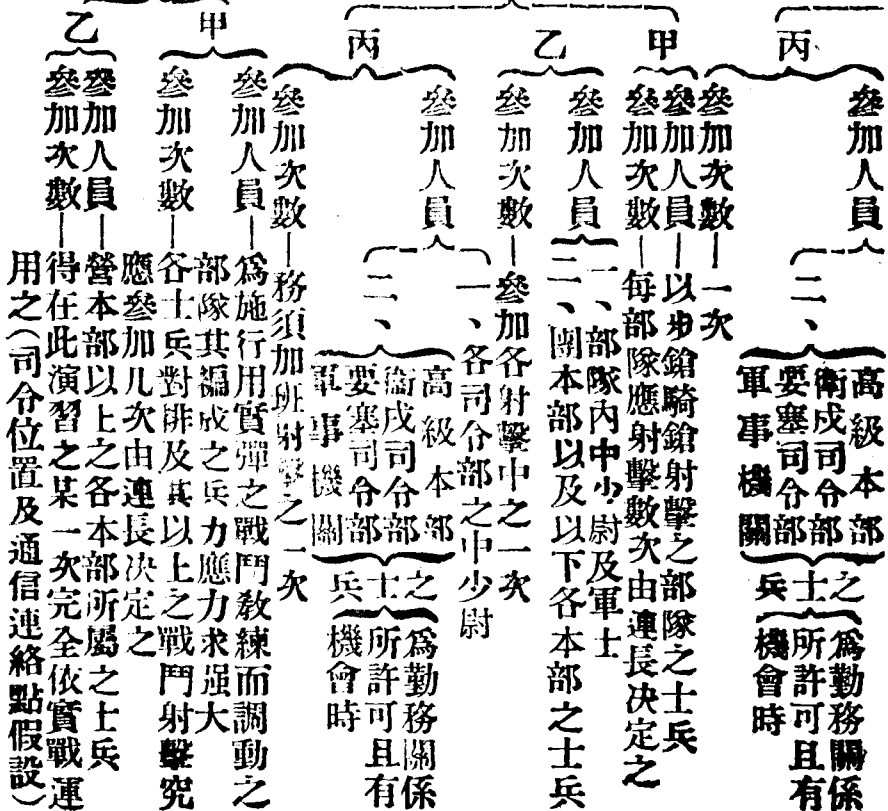 丙
參加人員
二、
高級本部
衞戍司令部
要塞司令部
軍事機關
之士兵
爲勤務關係
所許可且有
機會時
參加次數—一次
甲
參加人員—以步鎗騎鎗射擊之部隊之士兵
參加次數—每部隊應射擊數次由連長決定之
乙
參加人員
一、部隊內中少尉及軍士
二、團本部以及以下各本部之士兵
參加次數—參加各射擊中之一次
丙
參加人員
一、各司令部之中少尉
二、
高級本部
衞戍司令部
要塞司令部
軍事機關
之士兵
爲勤務關係
所許可且有
機會時
參加次數—務須加班射擊之一次
甲
參加人員—爲施行用實彈之戰鬥教練而調動之
部隊其編成之兵力應力求强大
參加次數—各士兵對排及其以上之戰鬥射擊究
應參加几次由連長決定之
乙
參加人員—營本部以上之各本部所屬之士兵
參加次數—得在此演習之某一次完全依實戰運
用之(司令位置及通信連絡點假設)